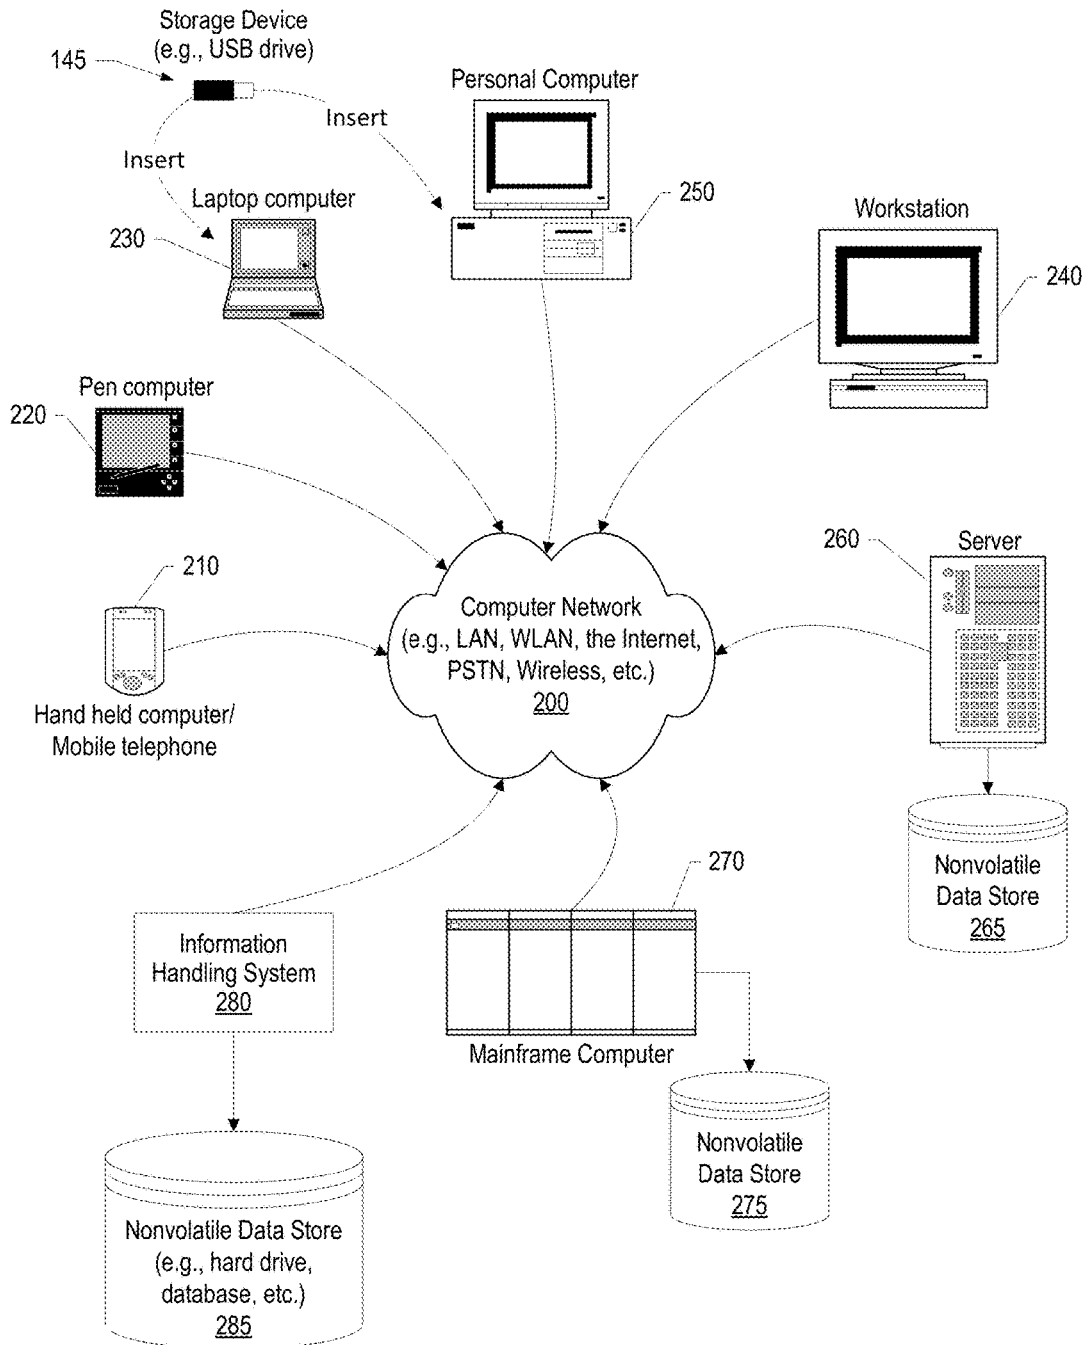 Storage Device
(e.g., USB drive)
145
Insert
Insert
Personal Computer
250
Laptop computer
230
Workstation
240
Pen computer
220
210
Hand held computer/
Mobile telephone
Computer Network
(e.g., LAN, WLAN, the Internet,
PSTN, Wireless, etc.)
200
260
Server
Nonvolatile
Data Store
265
270
Mainframe Computer
Information
Handling System
280
Nonvolatile
Data Store
275
Nonvolatile Data Store
(e.g., hard drive,
database, etc.)
285